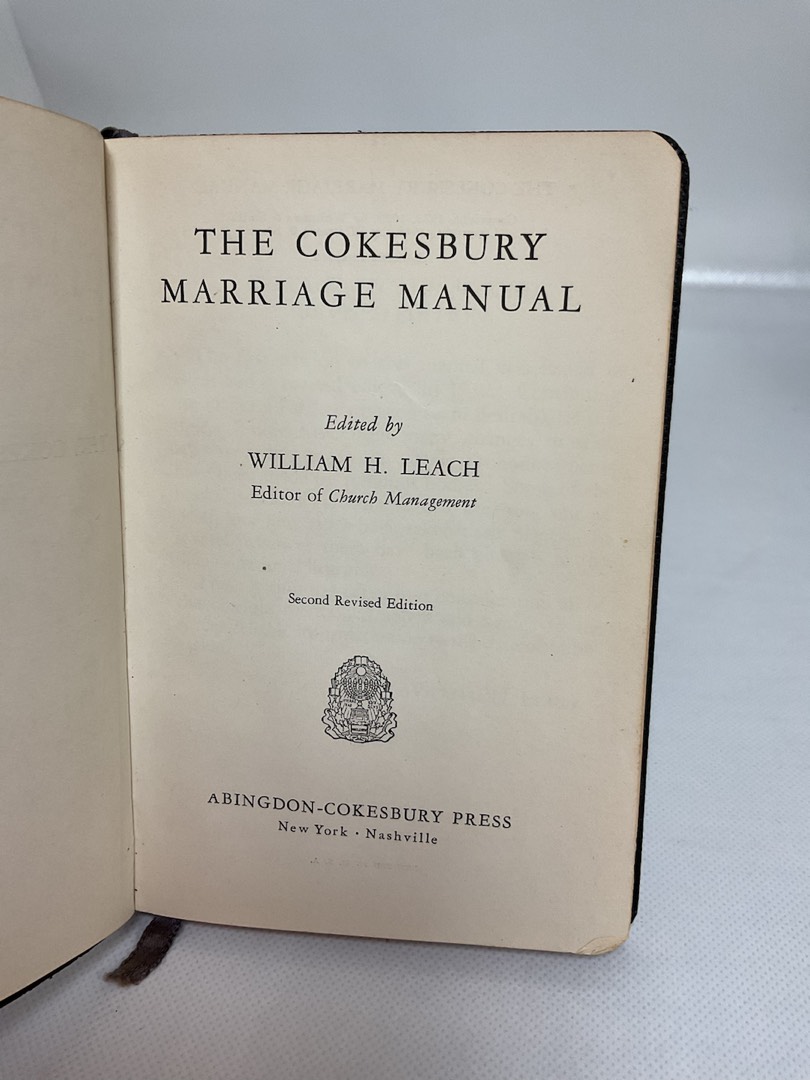 THE COKESBURY
MARRIAGE MANUAL
Edited by
WILLIAM H. LEACH
Editor of Church Management
Second Revised Edition
ABINGDON-COKESBURY PRESS
New York · Nashville